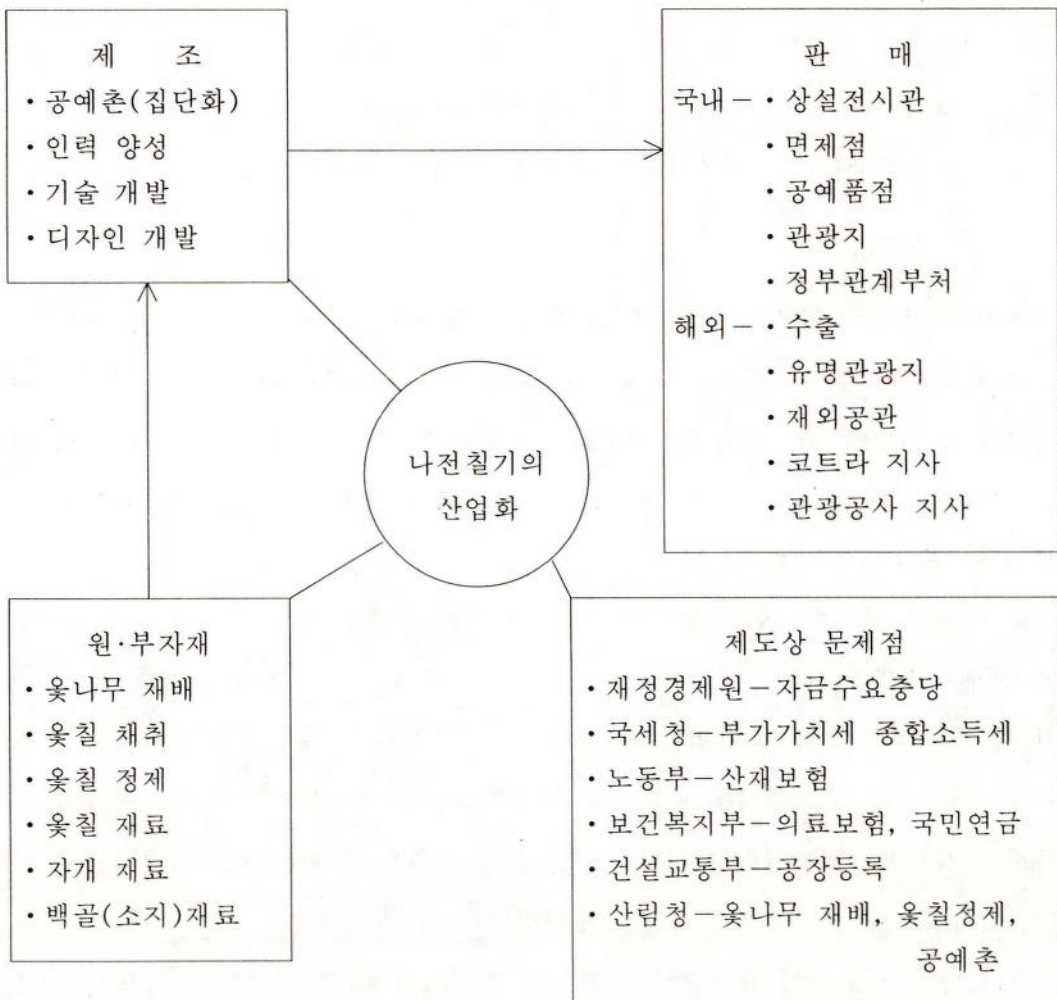 제 조
・공예촌(집단화)
・인력 양성
・기술 개발
・디자인 개발
판 매
국내－・상설전시관
・면제점
・공예품점
・관광지
・정부관계부처
해외－・수출
・유명관광지
・재외공관
・코트라 지사
・관광공사 지사
나전칠기의
산업화
원·부자재
・옻나무 재배
・옻칠 채취
・옻칠 정제
・옻칠 재료
・자개 재료
・백골(소지)재료
제도상 문제점
・재정경제원－자금수요충당
・국세청－부가가치세 종합소득세
・노동부－산재보험
・보건복지부－의료보험, 국민연금
・건설교통부－공장등록
・산림청－옻나무 재배, 옻칠정제,
공예촌